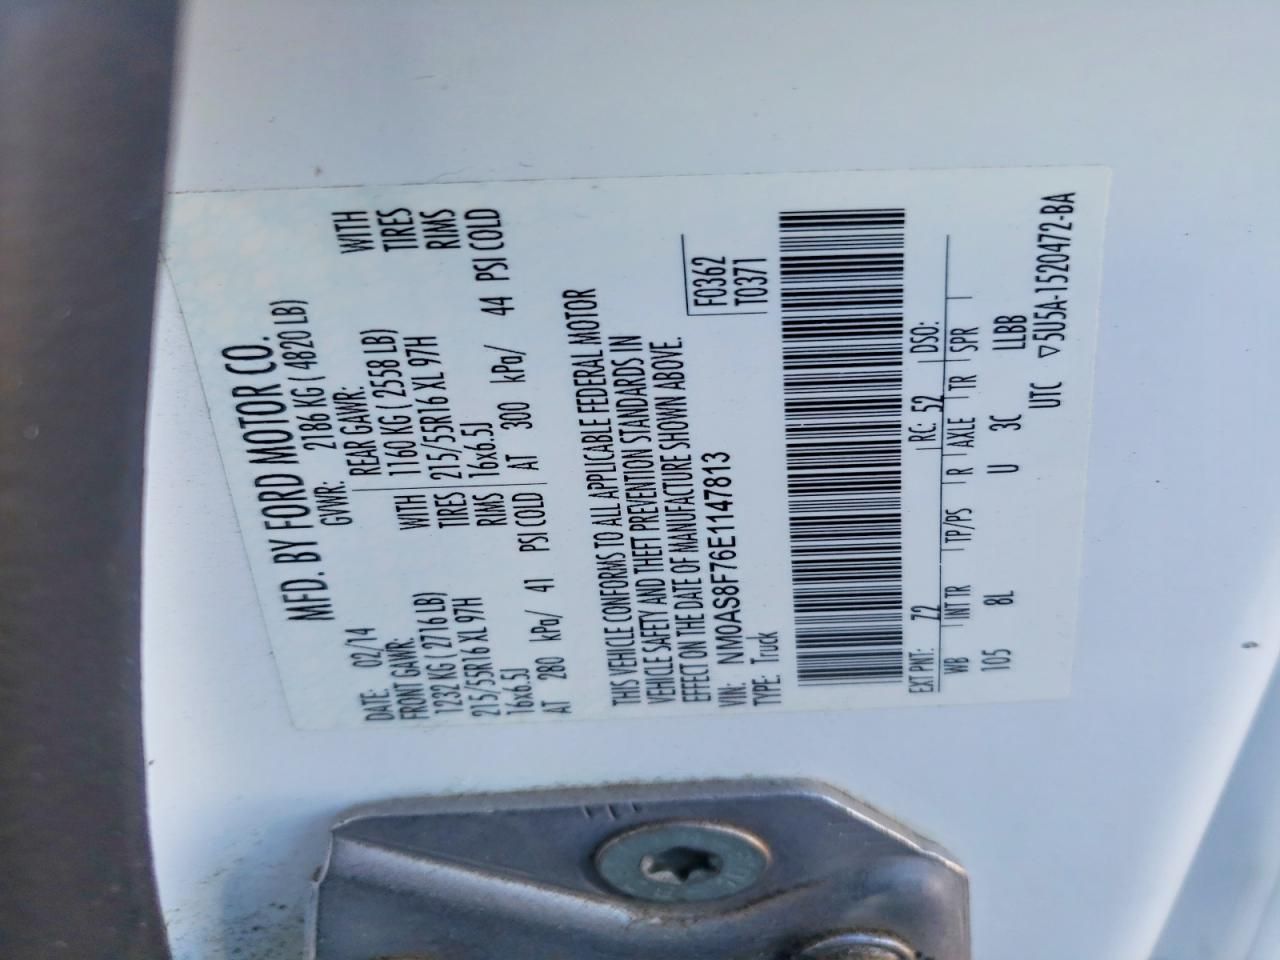 MFD. BY FORD MOTOR CO.
DATE: 02/14 GVWR: 2186 KG ( 4820 LB)
FRONT GAWR: REAR GAWR:
1232 KG ( 2716 LB) WITH 1160 KG ( 2558 LB) WITH
215/55R16 XL 97H TIRES 215/55R16 XL 97H TIRES
16x6.5J RIMS 16x6.5J RIMS
AT 280 kPa/ 41 PSI COLD AT 300 kPa/ 44 PSI COLD
THIS VEHICLE CONFORMS TO ALL APPLICABLE FEDERAL MOTOR
VEHICLE SAFETY AND THEFT PREVENTION STANDARDS IN
EFFECT ON THE DATE OF MANUFACTURE SHOWN ABOVE.
VIN: NM0AS8F76E1147813 F0362
TYPE: Truck T0371
EXT PNT: 72 RC: 52 DSO:
WB INT TR TP/PS R AXLE TR SPR
105 8L U 3C LLBB
UTC ▽5U5A-1520472-BA